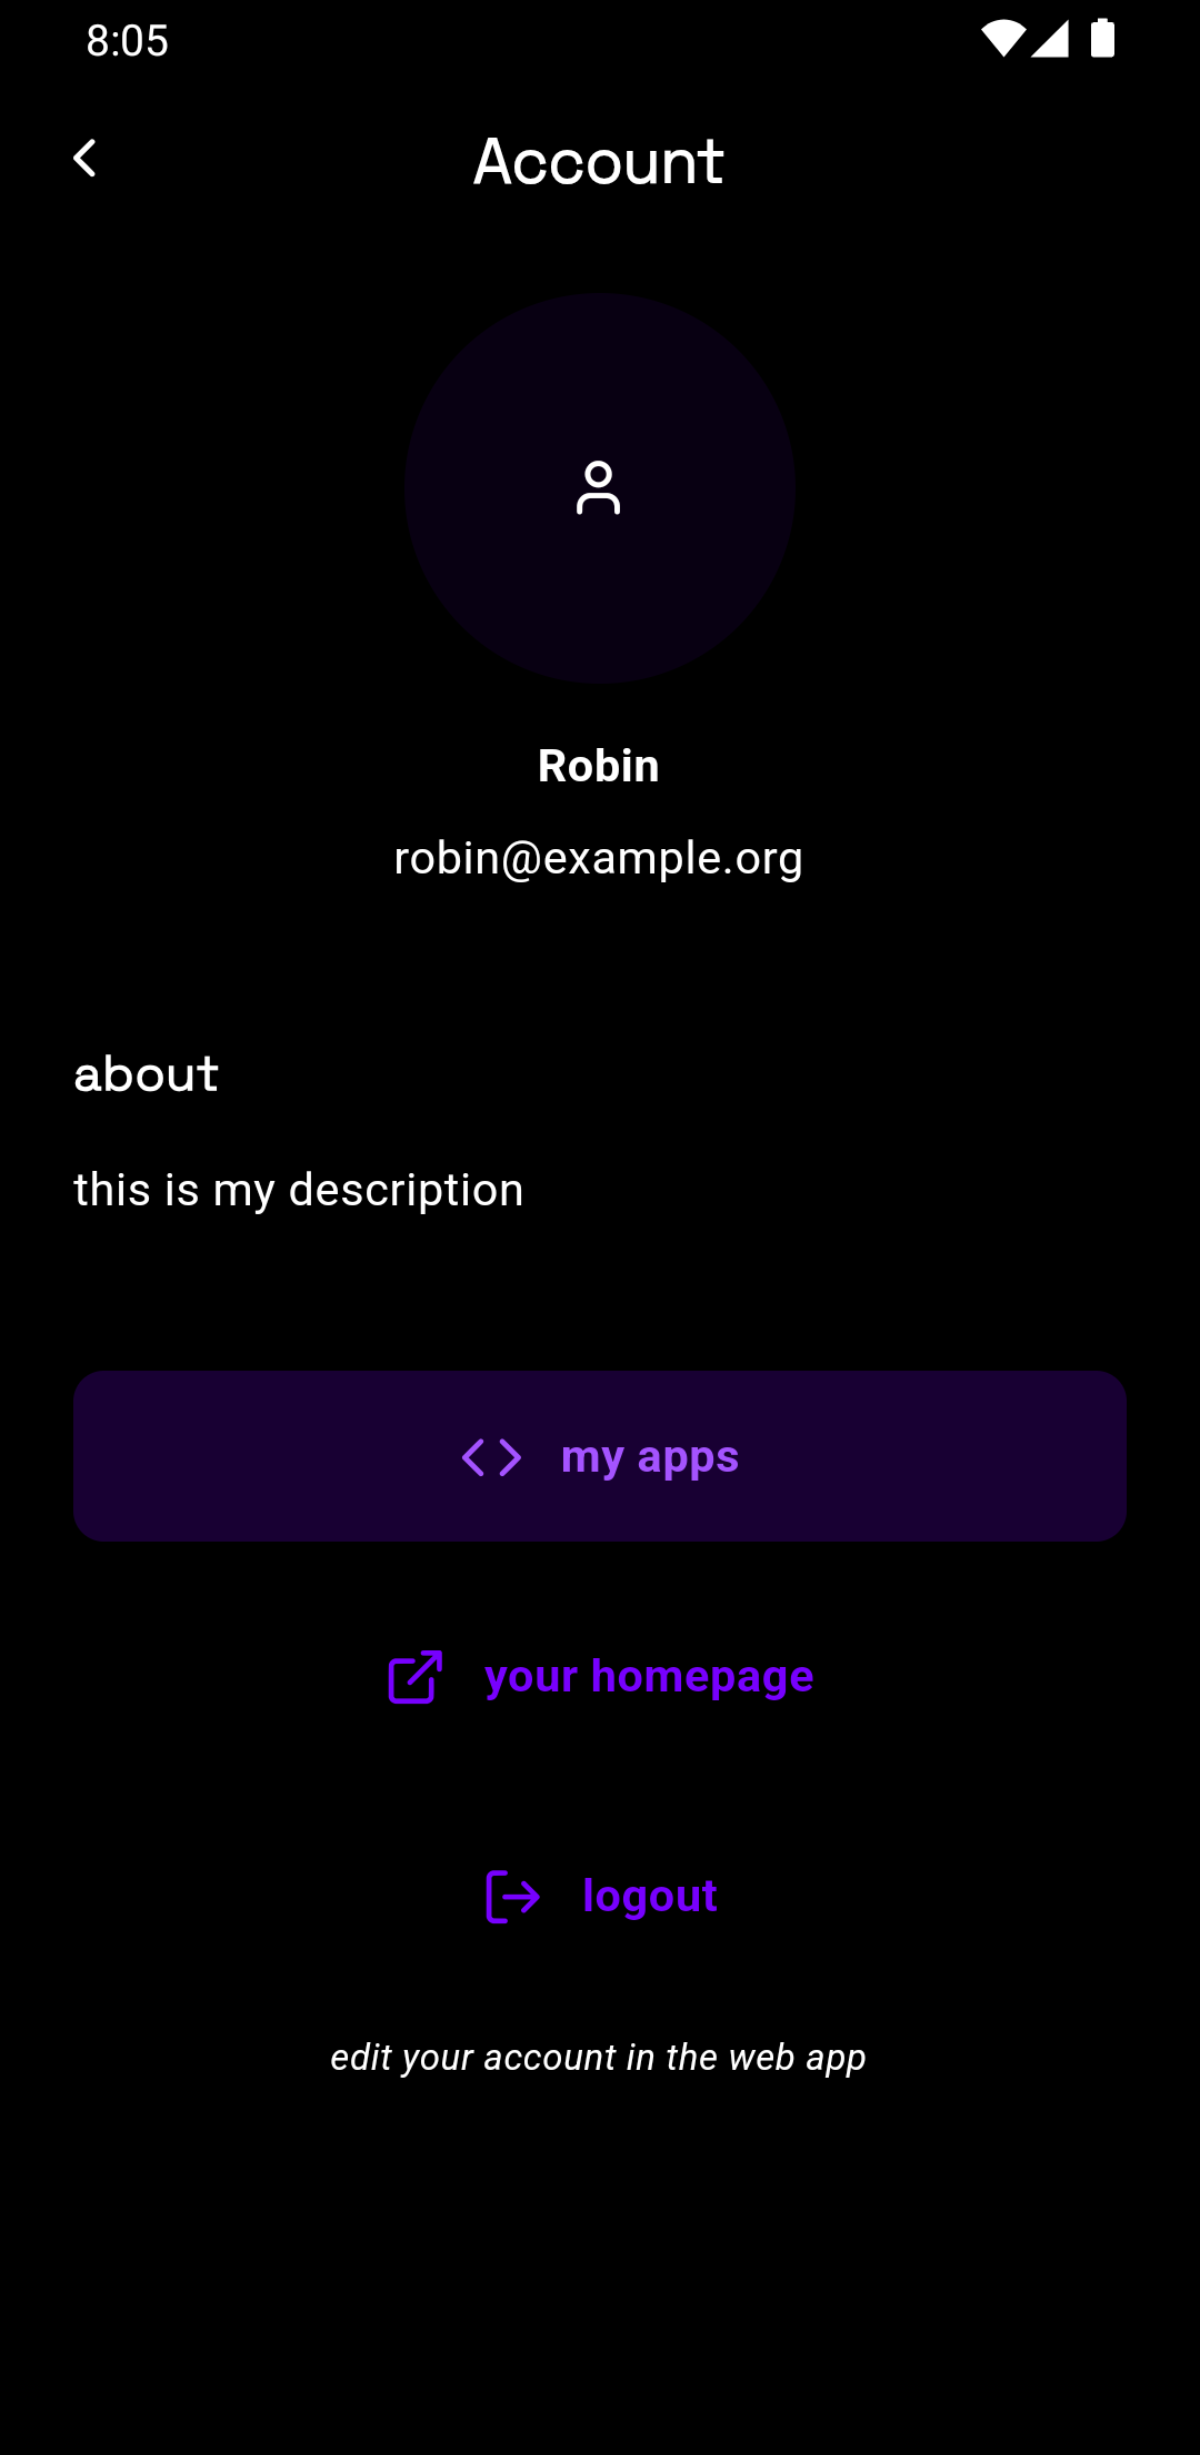 8:05
Account
Robin
robin@example.org
about
this is my description
my apps
your homepage
logout
edit your account in the web app